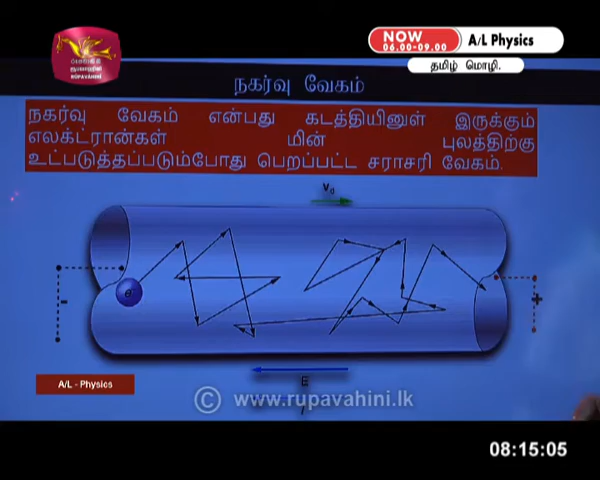 NOW
06.00-09.00
A/L Physics
தமிழ் மொழி.
RUPAVAHINI
நகர்வு வேகம்
நகர்வு வேகம் என்பது கடத்தியினுள் இருக்கும்
எலக்ட்ரான்கள் மின் புலத்திற்கு
உட்படுத்தப்படும்போது பெறப்பட்ட சராசரி வேகம்.
v
e
-
+
E
I
A/L - Physics
© www.rupavahini.lk
08:15:05